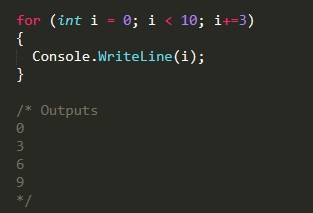 for (int i = 0; i < 10; i+=3)
{
  Console.WriteLine(i);
}

/* Outputs
0
3
6
9
*/